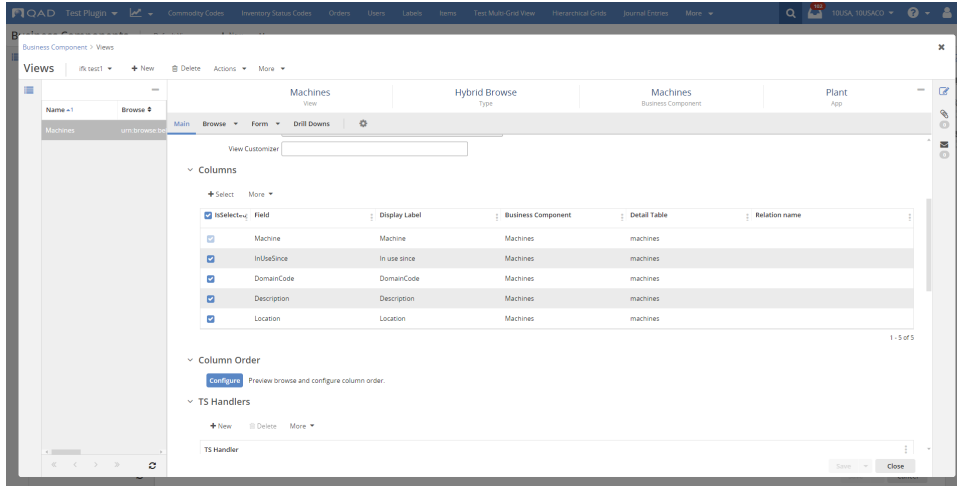 QAD Test Plugin Commodity Codes Inventory Status Codes Orders Users Labels Items Test Multi-Grid View Hierarchical Grids Journal Entries More 102 10USA, 10USACO
Business Component > Views
Views ifk test1 + New Delete Actions More
Machines
View
Hybrid Browse
Type
Machines
Business Component
Plant
App
Name 1 Browse
Machines urn:browse:be
Main Browse Form Drill Downs
0
0
View Customizer
Columns
+ Select More
IsSelect Field Display Label Business Component Detail Table Relation name
Machine Machine Machines machines
InUseSince In use since Machines machines
DomainCode DomainCode Machines machines
Description Description Machines machines
Location Location Machines machines
1 - 5 of 5
Column Order
Configure Preview browse and configure column order.
TS Handlers
+ New Delete More
TS Handler
Save Close